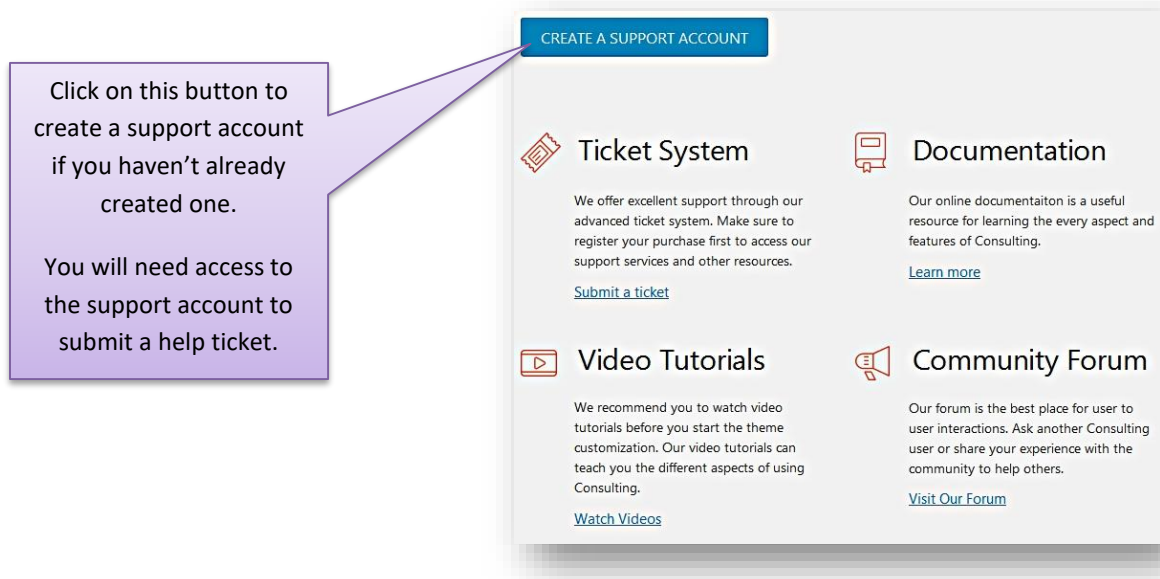 CREATE A SUPPORT ACCOUNT
Click on this button to
create a support account
if you haven’t already
created one.
You will need access to
the support account to
submit a help ticket.
Ticket System
We offer excellent support through our
advanced ticket system. Make sure to
register your purchase first to access our
support services and other resources.
Submit a ticket
Documentation
Our online documentaiton is a useful
resource for learning the every aspect and
features of Consulting.
Learn more
Video Tutorials
We recommend you to watch video
tutorials before you start the theme
customization. Our video tutorials can
teach you the different aspects of using
Consulting.
Watch Videos
Community Forum
Our forum is the best place for user to
user interactions. Ask another Consulting
user or share your experience with the
community to help others.
Visit Our Forum